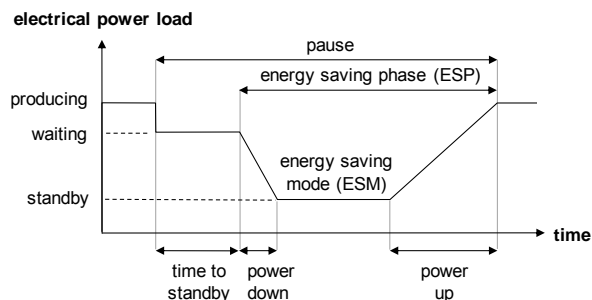 electrical power load
pause
energy saving phase (ESP)
producing
waiting
energy saving
mode (ESM)
standby
time
time to
standby
power
down
power
up